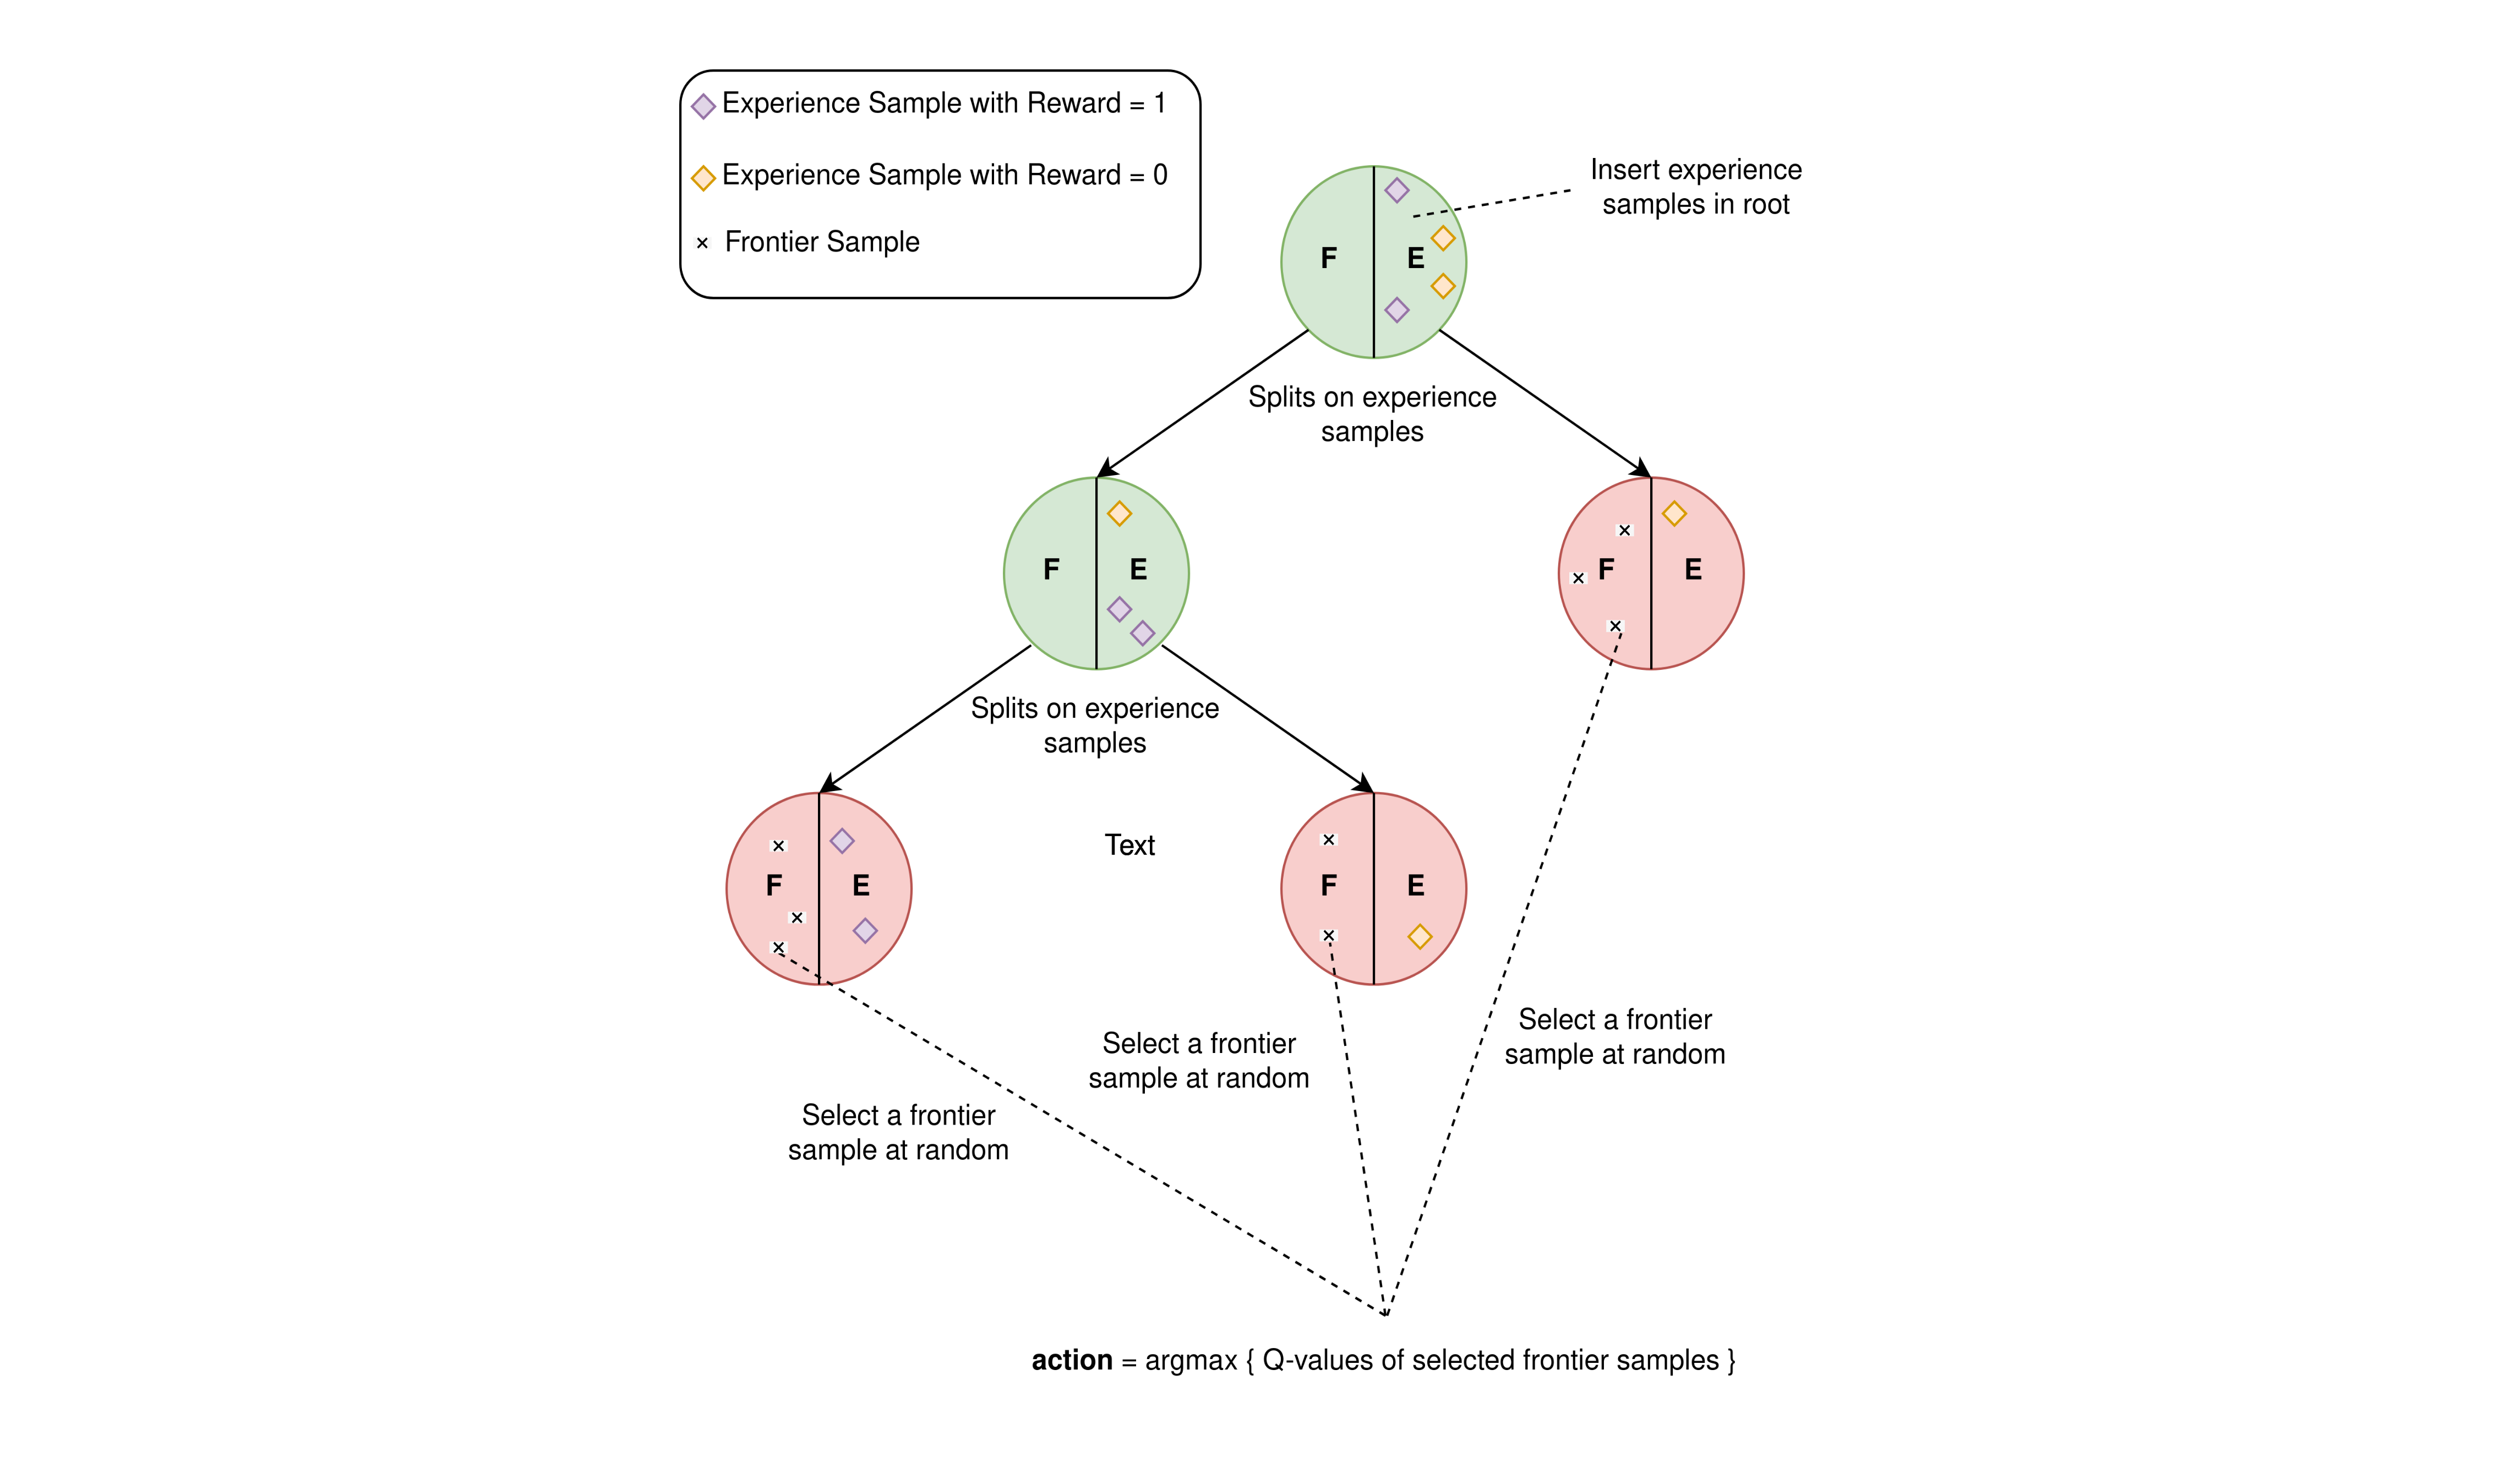 Experience Sample with Reward = 1
Experience Sample with Reward = 0
× Frontier Sample
Insert experience
samples in root
F E
Splits on experience
samples
F E
F E
Splits on experience
samples
Text
F E
F E
Select a frontier
sample at random
Select a frontier
sample at random
Select a frontier
sample at random
action = argmax { Q-values of selected frontier samples }